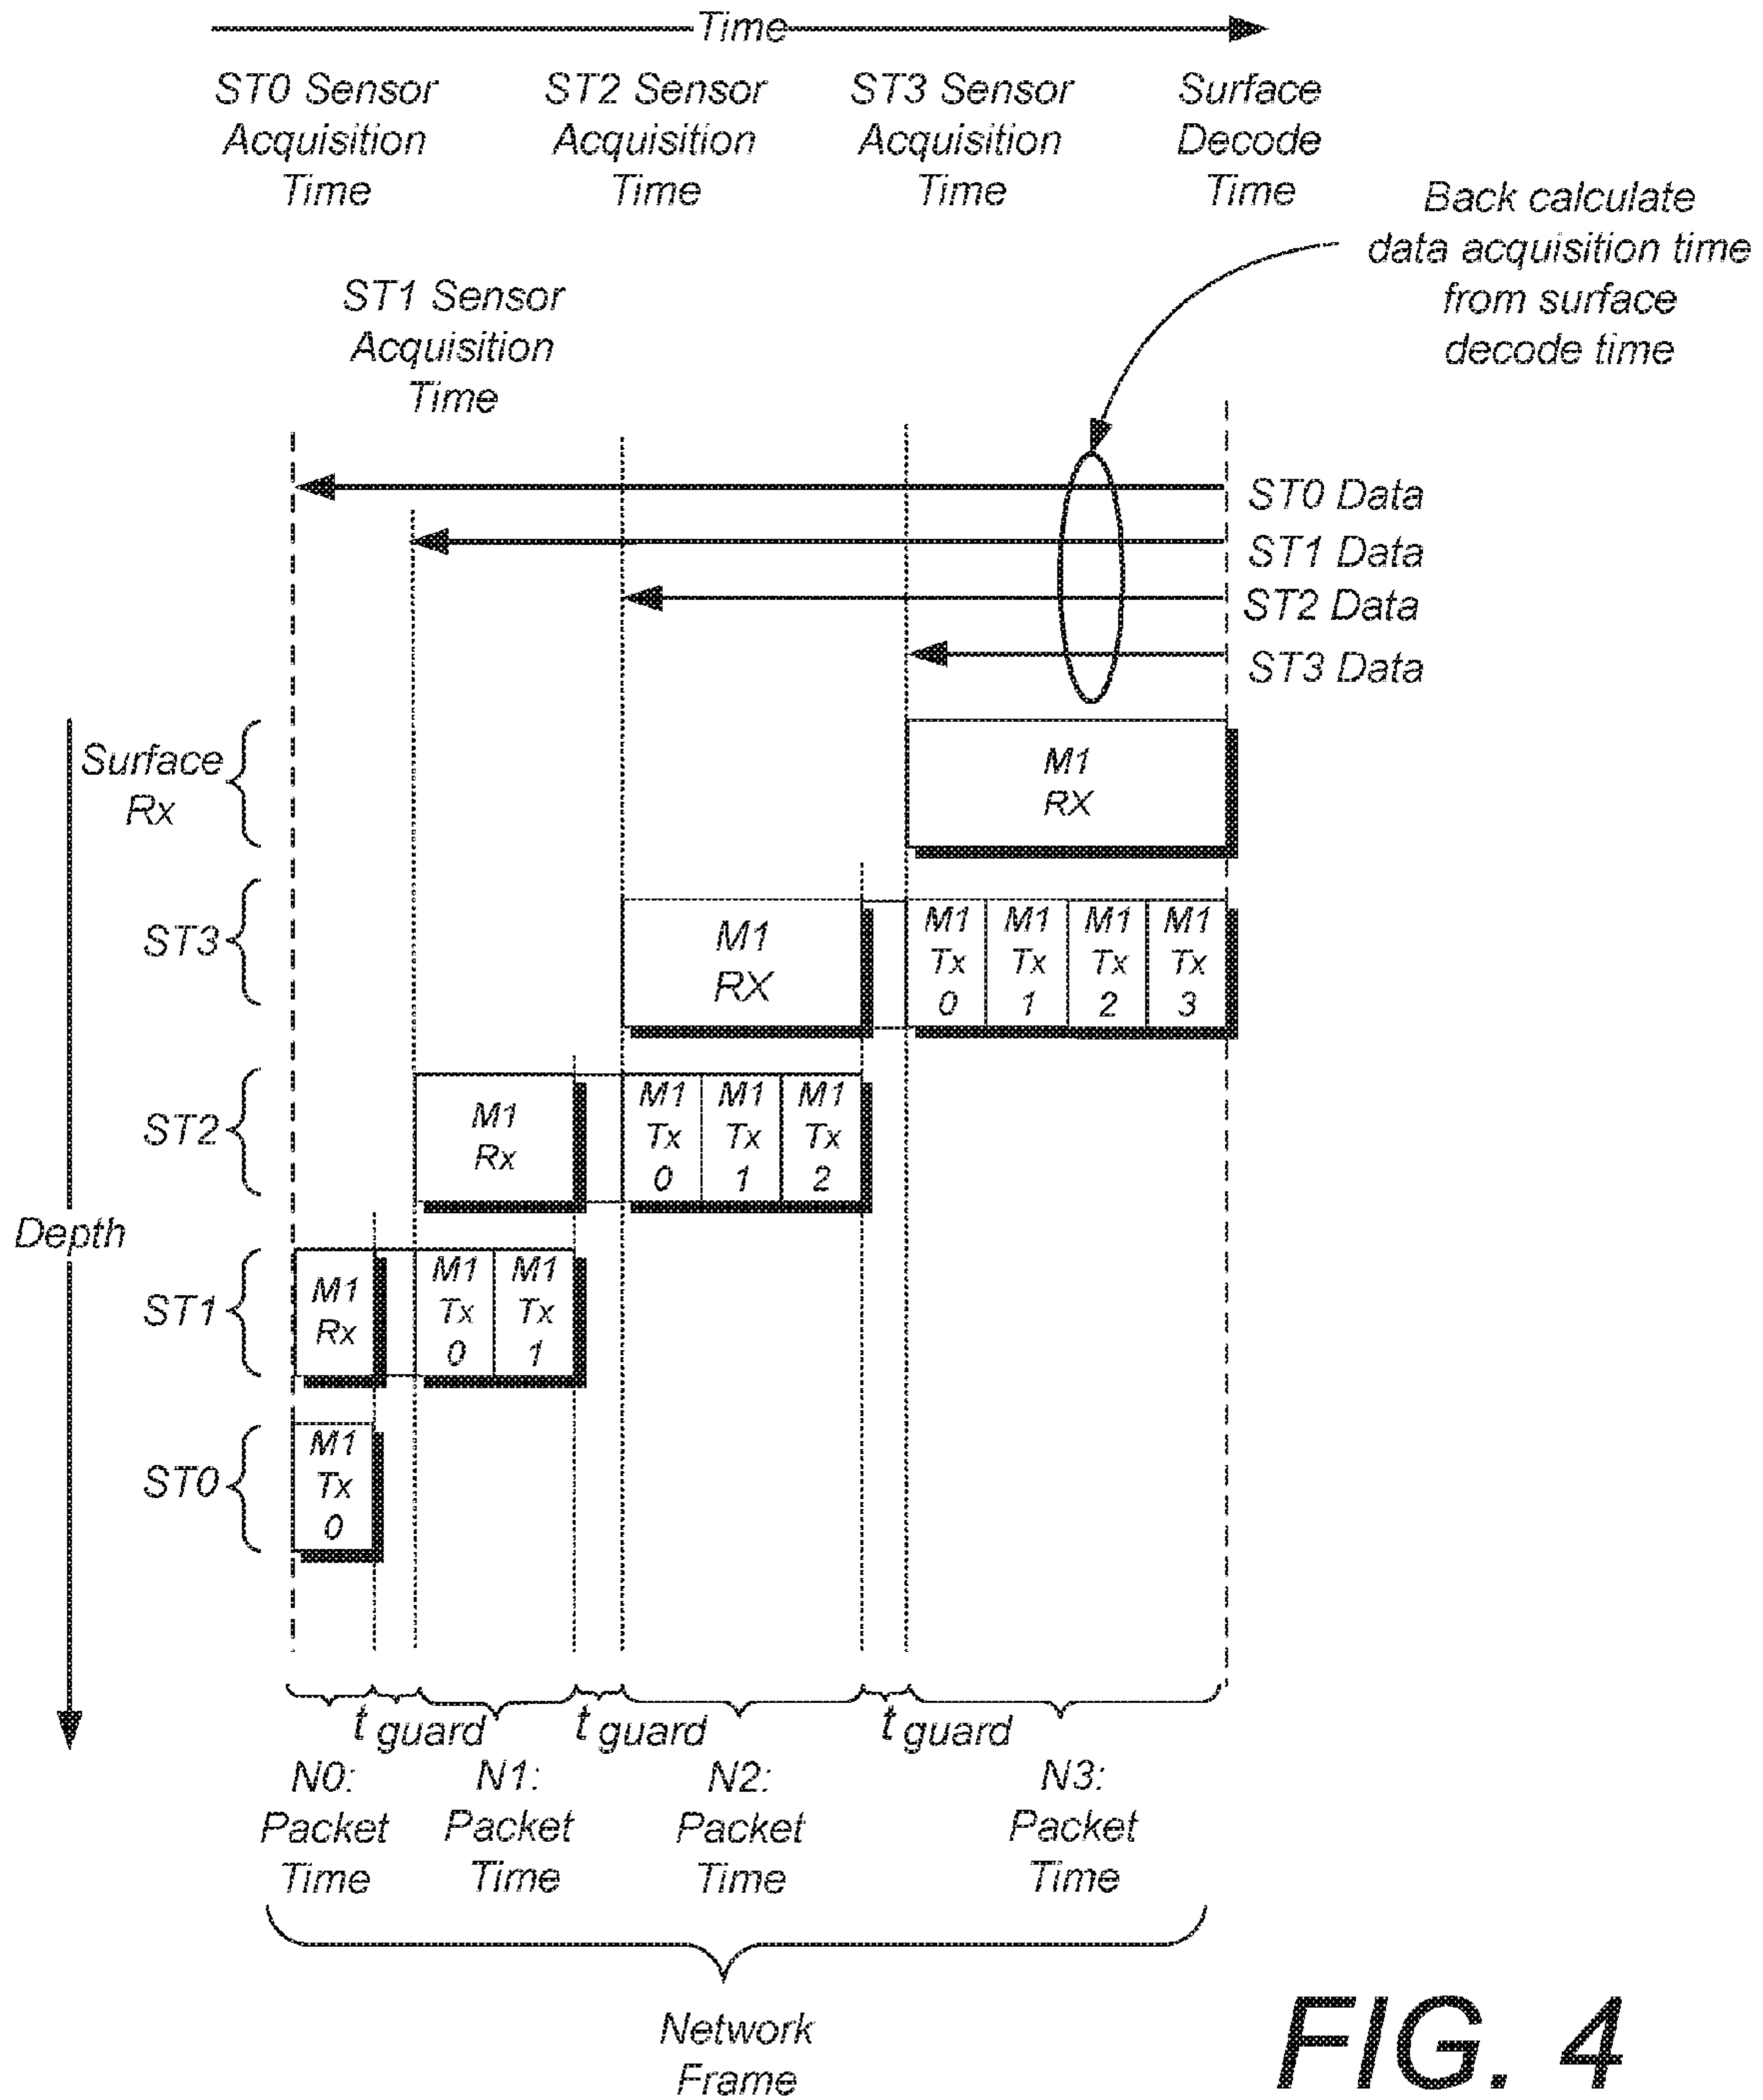 Time
ST0 Sensor
Acquisition
Time
ST2 Sensor
Acquisition
Time
ST3 Sensor
Acquisition
Time
Surface
Decode
Time
Back calculate
data acquisition time
from surface
decode time
ST1 Sensor
Acquisition
Time
ST0 Data
ST1 Data
ST2 Data
ST3 Data
Surface
Rx
M1
RX
ST3
M1
RX
M1
Tx
0
M1
Tx
1
M1
Tx
2
M1
Tx
3
ST2
M1
Rx
M1
Tx
0
M1
Tx
1
M1
Tx
2
Depth
ST1
M1
Rx
M1
Tx
0
M1
Tx
1
ST0
M1
Tx
0
t guard
t guard
t guard
N0:
Packet
Time
N1:
Packet
Time
N2:
Packet
Time
N3:
Packet
Time
Network
Frame
FIG. 4